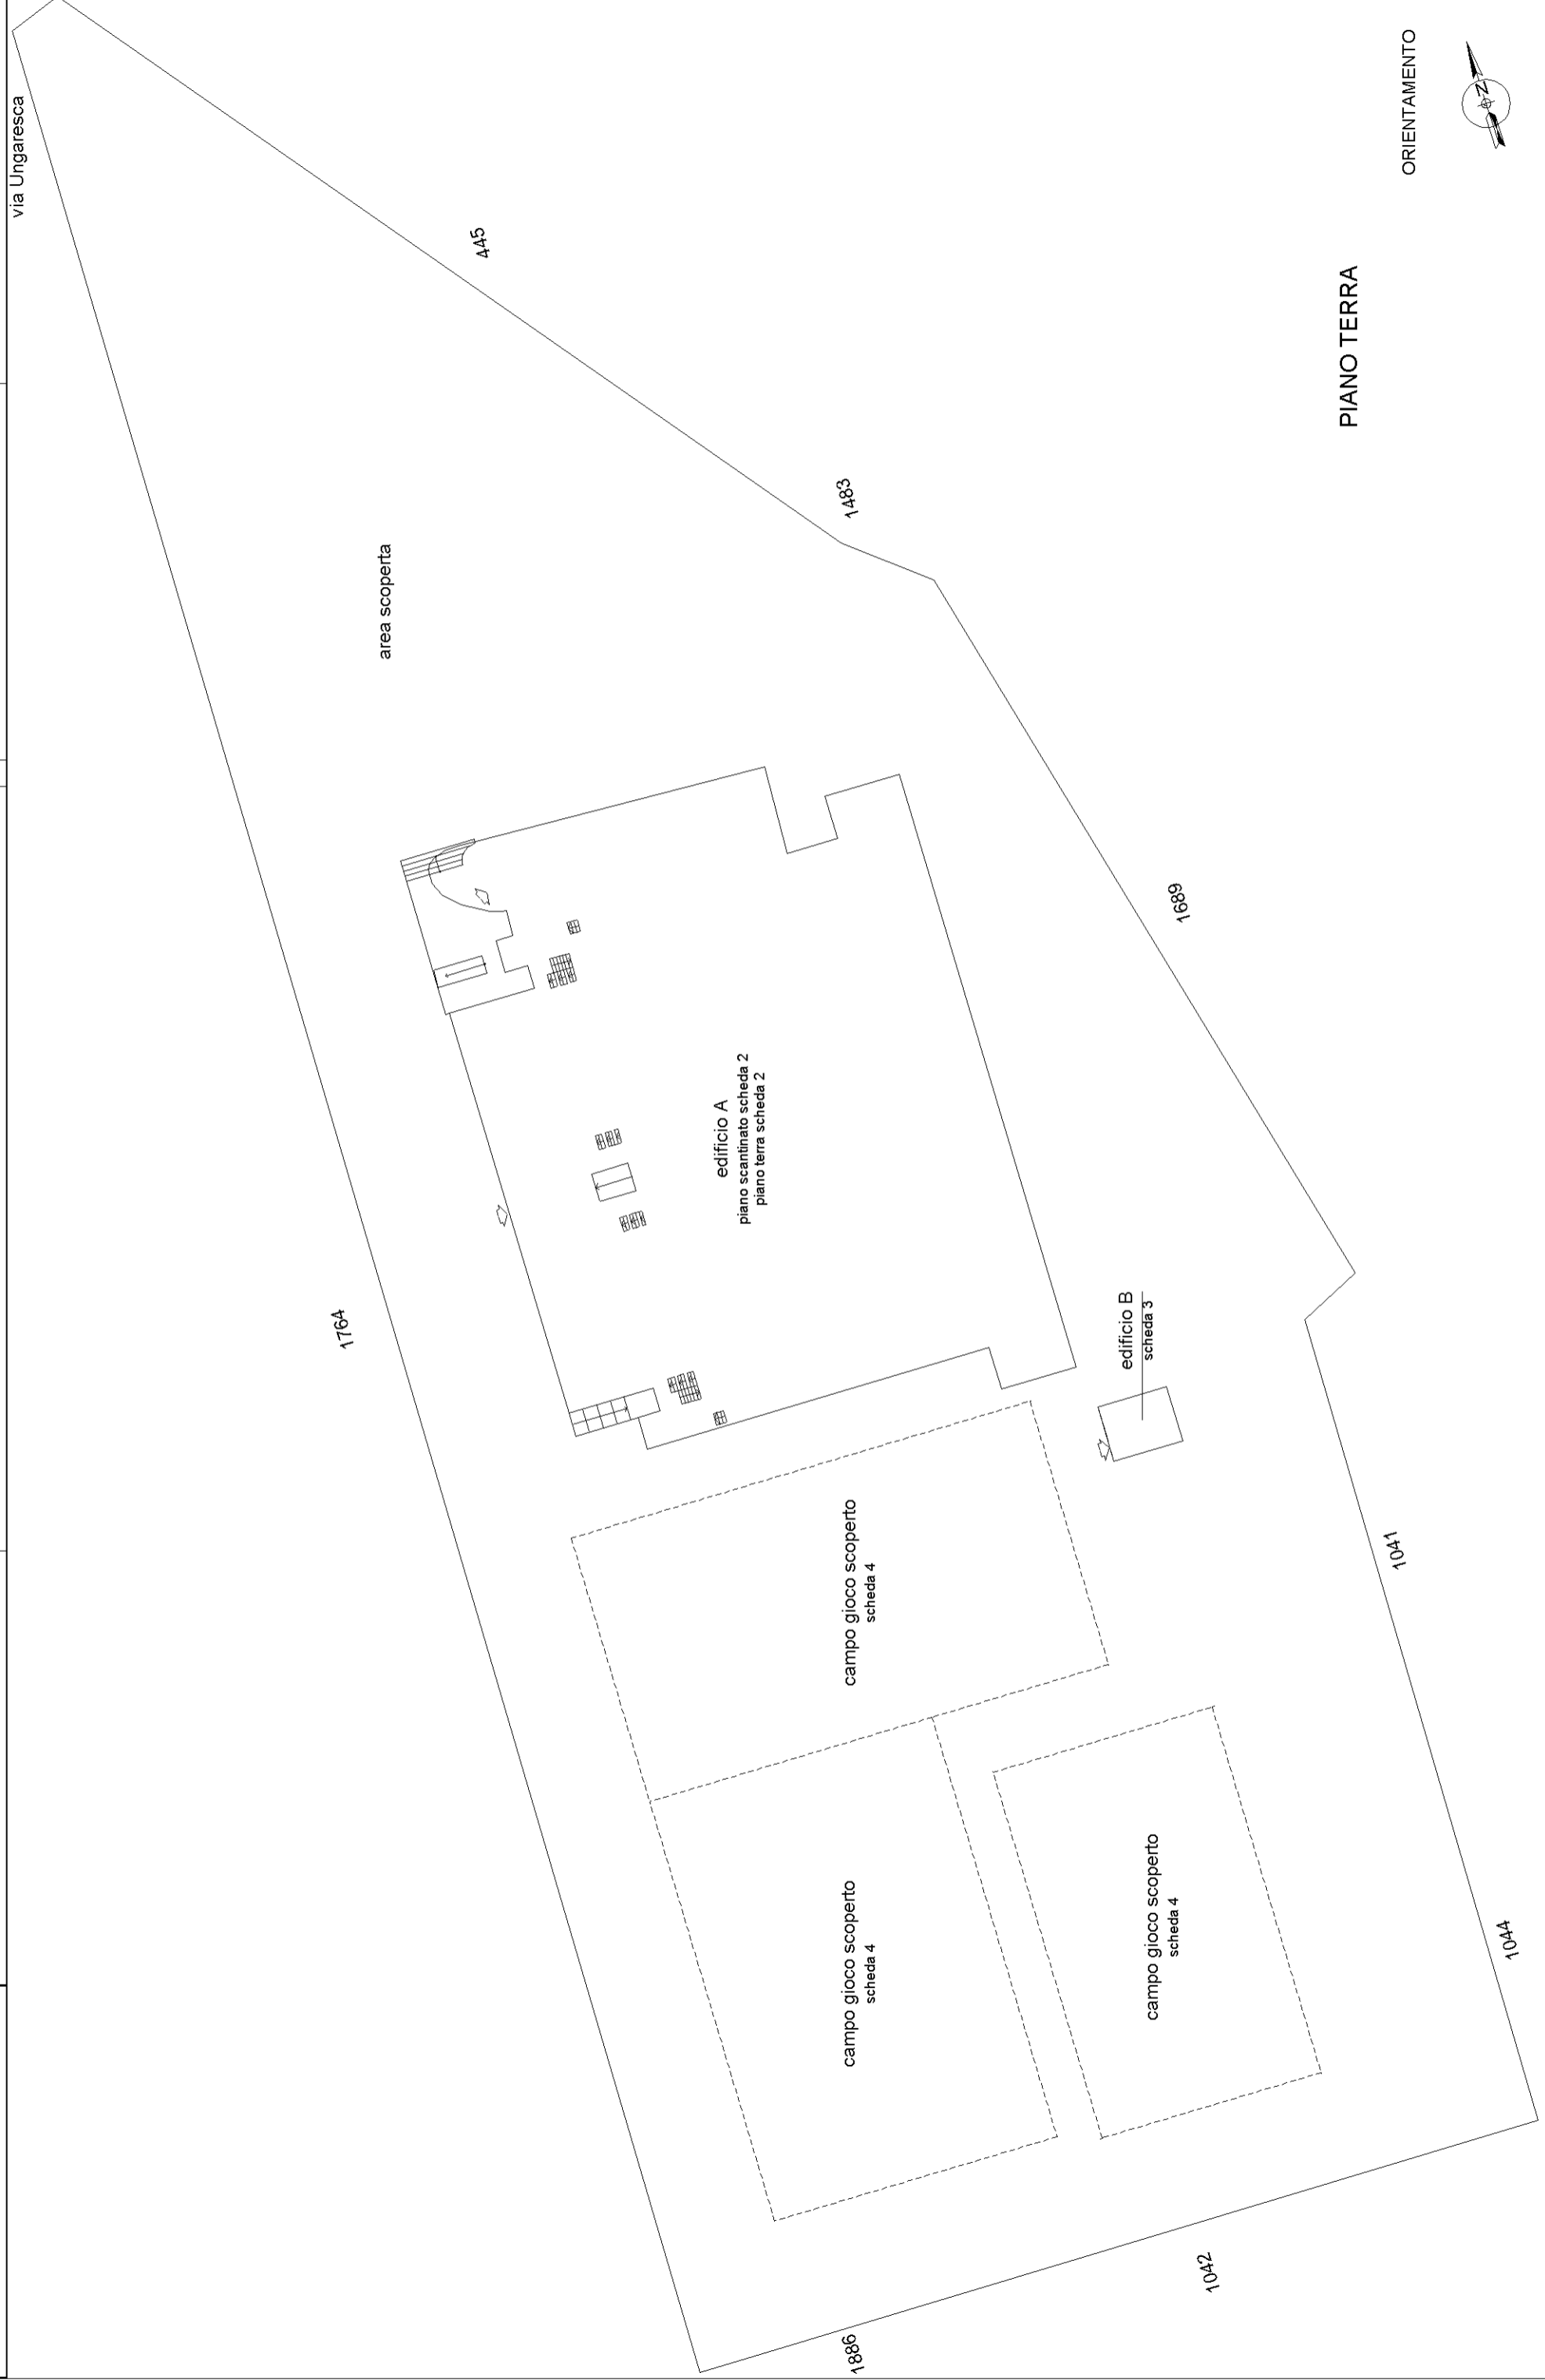 via Ungaresca
445
1483
area scoperta
1689
ORIENTAMENTO
N
PIANO TERRA
edificio A
piano scantinato scheda 2
piano terra scheda 2
1764
edificio B
scheda 3
campo gioco scoperto
scheda 4
1041
campo gioco scoperto
scheda 4
campo gioco scoperto
scheda 4
1044
1042
1886